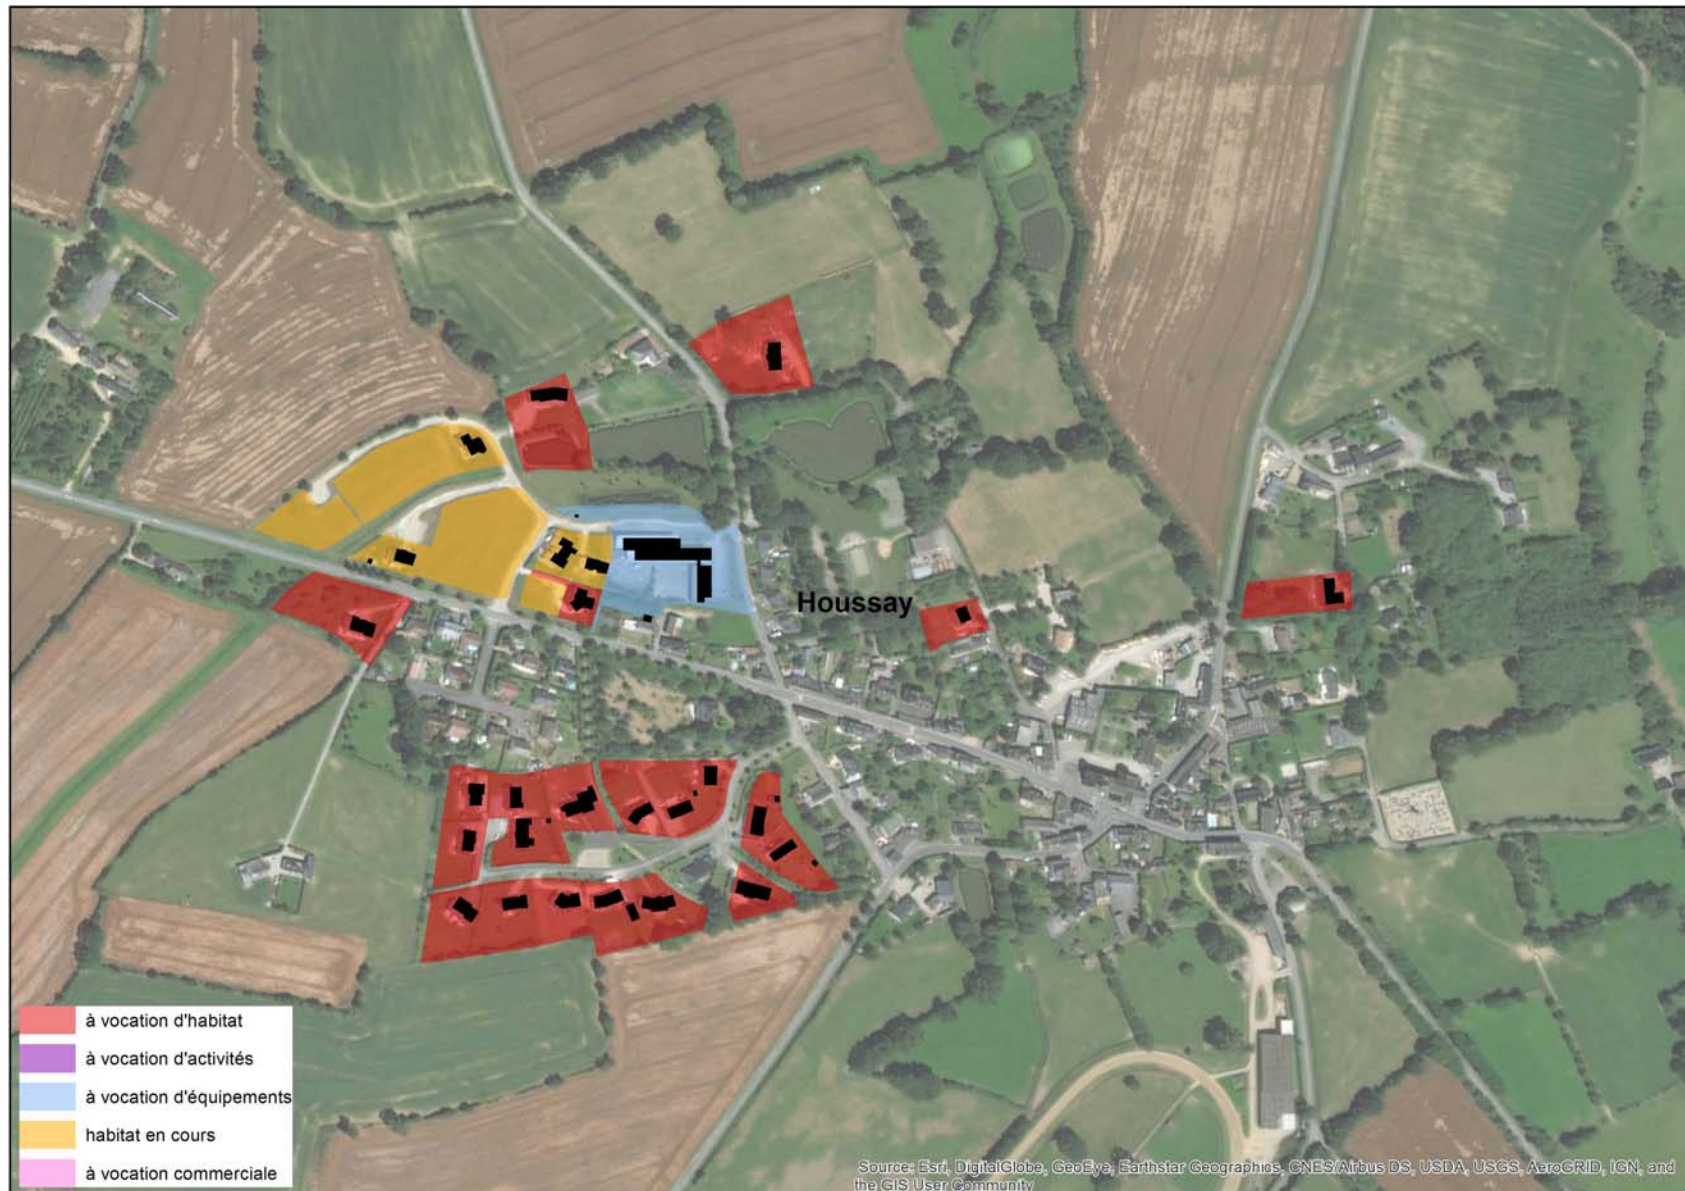 Houssay
à vocation d'habitat
à vocation d'activités
à vocation d'équipements
habitat en cours
à vocation commerciale
Source: Esri, DigitalGlobe, GeoEye, Earthstar Geographics, CNES/Airbus DS, USDA, USGS, AeroGRID, IGN, and
the GIS User Community